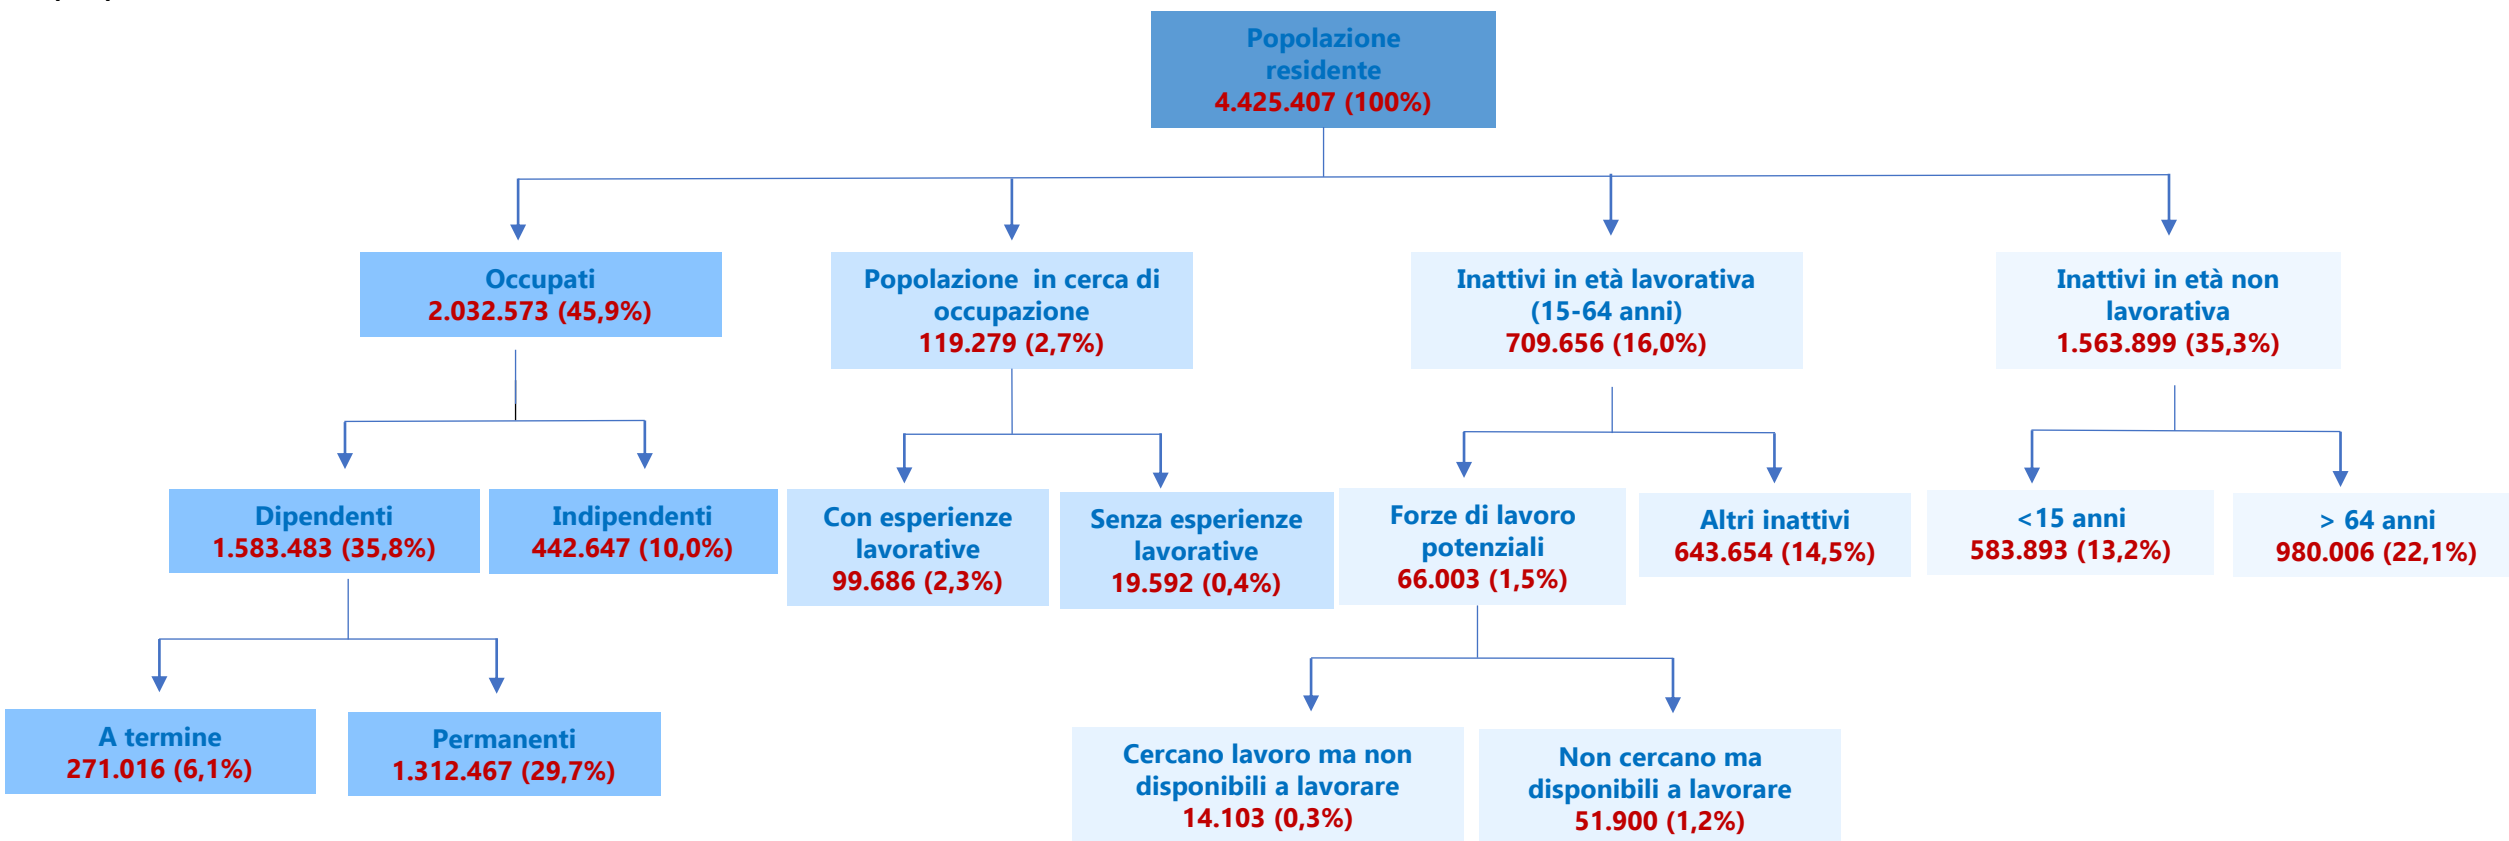 Popolazione
residente
4.425.407 (100%)
Occupati
2.032.573 (45,9%)
Popolazione in cerca di
occupazione
119.279 (2,7%)
Inattivi in età lavorativa
(15-64 anni)
709.656 (16,0%)
Inattivi in età non
lavorativa
1.563.899 (35,3%)
Dipendenti
1.583.483 (35,8%)
Indipendenti
442.647 (10,0%)
Con esperienze
lavorative
99.686 (2,3%)
Senza esperienze
lavorative
19.592 (0,4%)
Forze di lavoro
potenziali
66.003 (1,5%)
Altri inattivi
643.654 (14,5%)
<15 anni
583.893 (13,2%)
> 64 anni
980.006 (22,1%)
A termine
271.016 (6,1%)
Permanenti
1.312.467 (29,7%)
Cercano lavoro ma non
disponibili a lavorare
14.103 (0,3%)
Non cercano ma
disponibili a lavorare
51.900 (1,2%)